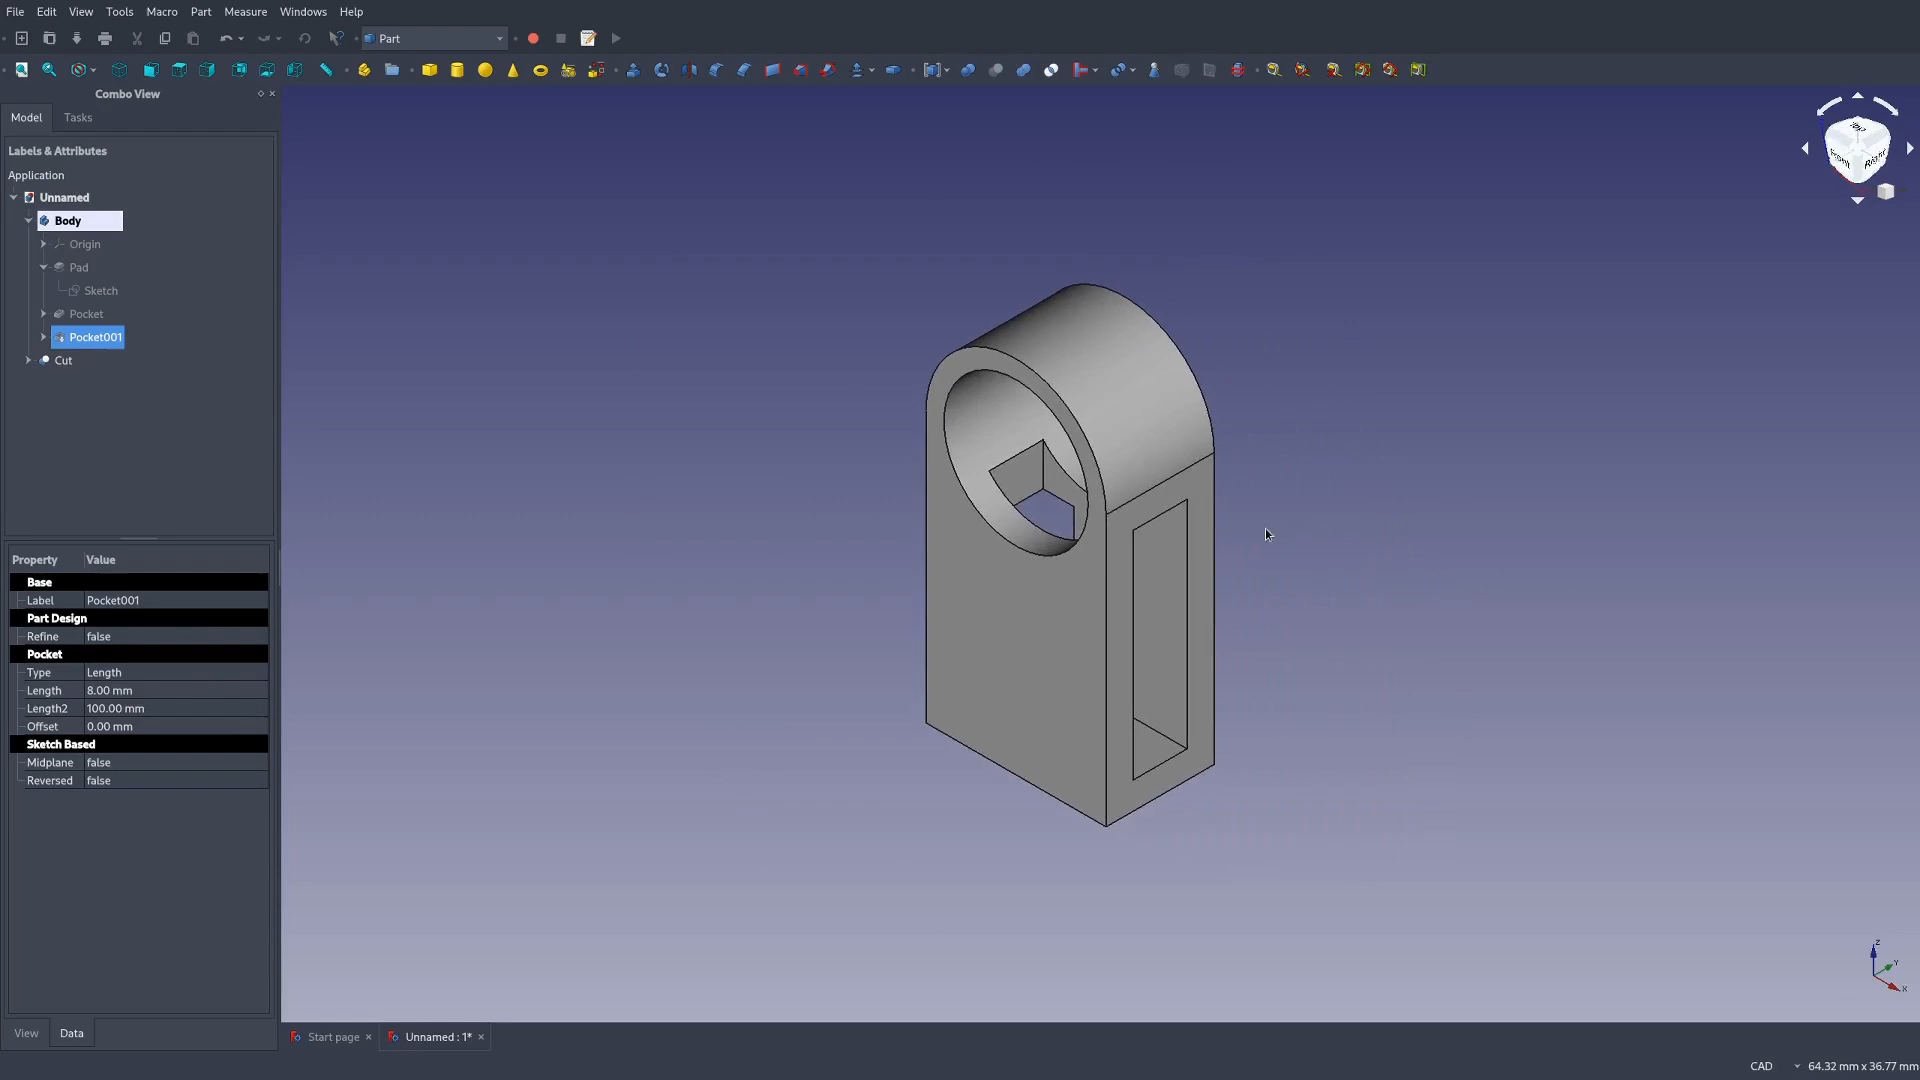 File Edit View Tools Macro Part Measure Windows Help
Part
Combo View
Model Tasks
Labels & Attributes
Application
Unnamed
Body
Origin
Pad
Sketch
Pocket
Pocket001
Cut
Top
Front
Right
Property Value
Base
Label Pocket001
Part Design
Refine false
Pocket
Type Length
Length 8.00 mm
Length2 100.00 mm
Offset 0.00 mm
Sketch Based
Midplane false
Reversed false
Z
Y
X
View Data
Start page
Unnamed : 1*
CAD 64.32 mm x 36.77 mm